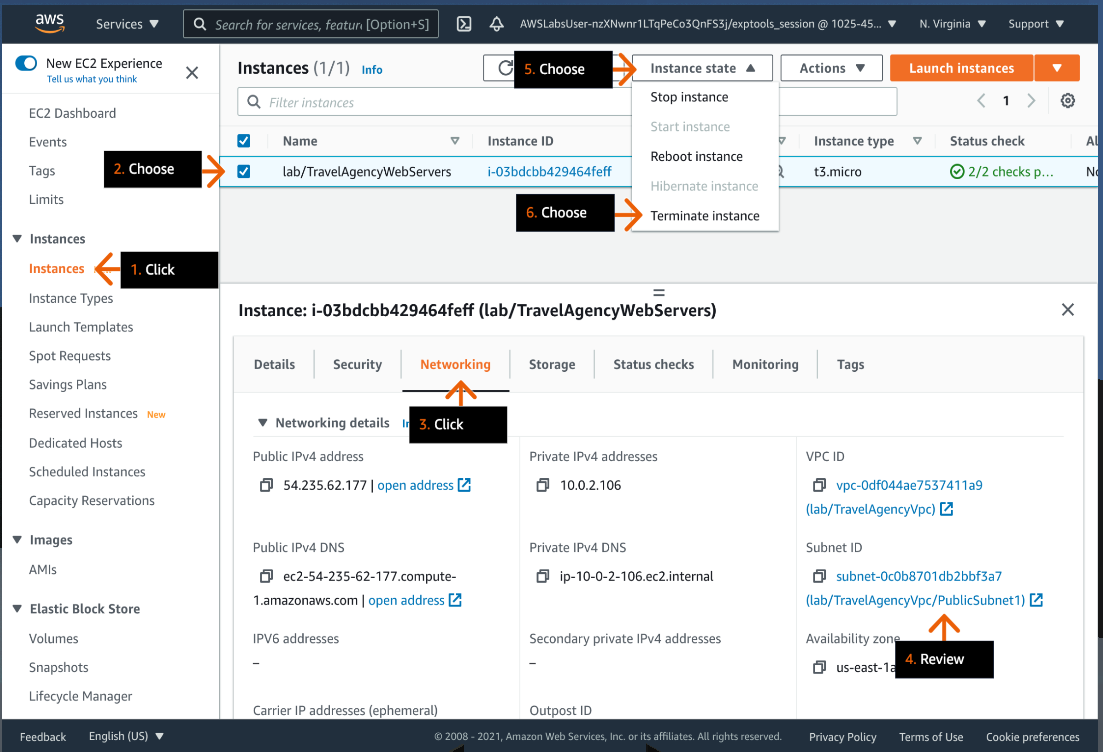 aws
Services ▼
Search for services, featur [Option+S]
AWSLabsUser-nzXNwnr1LTqPeCo3QnFS3j/exptools_session @ 1025-45... ▼
N. Virginia ▼
Support ▼
New EC2 Experience
Tell us what you think
EC2 Dashboard
Events
Tags
Limits
Instances
Instances
1. Click
Instance Types
Launch Templates
Spot Requests
Savings Plans
Reserved Instances New
Dedicated Hosts
Scheduled Instances
Capacity Reservations
Images
AMIs
Elastic Block Store
Volumes
Snapshots
Lifecycle Manager
Instances (1/1) Info
5. Choose
Instance state ▲
Actions ▼
Launch instances ▼
Filter instances
1
Stop instance
Start instance
Reboot instance
Hibernate instance
Terminate instance
6. Choose
Name
Instance ID
Instance type
Status check
Al
2. Choose
lab/TravelAgencyWebServers
i-03bdcbb429464feff
t3.micro
2/2 checks p...
No
Instance: i-03bdcbb429464feff (lab/TravelAgencyWebServers)
Details
Security
Networking
Storage
Status checks
Monitoring
Tags
3. Click
Networking details
Public IPv4 address
54.235.62.177 | open address
Private IPv4 addresses
10.0.2.106
VPC ID
vpc-0df044ae7537411a9
(lab/TravelAgencyVpc)
Public IPv4 DNS
ec2-54-235-62-177.compute-
1.amazonaws.com | open address
Private IPv4 DNS
ip-10-0-2-106.ec2.internal
Subnet ID
subnet-0c0b8701db2bbf3a7
(lab/TravelAgencyVpc/PublicSubnet1)
IPV6 addresses
–
Secondary private IPv4 addresses
–
Availability zone
us-east-1a
4. Review
Carrier IP addresses (ephemeral)
Outpost ID
Feedback
English (US) ▼
© 2008 - 2021, Amazon Web Services, Inc. or its affiliates. All rights reserved.
Privacy Policy
Terms of Use
Cookie preferences